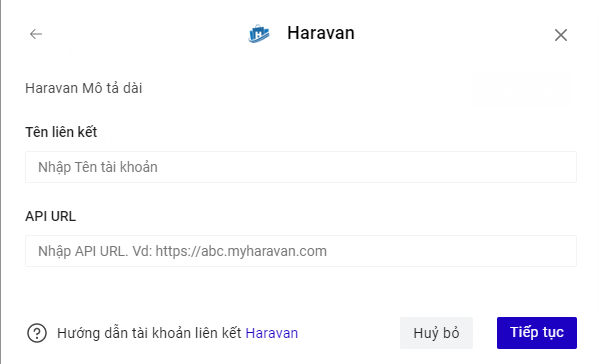 Haravan
Haravan Mô tả dài
Tên liên kết
Nhập Tên tài khoản
API URL
Nhập API URL. Vd: https://abc.myharavan.com
Hướng dẫn tài khoản liên kết Haravan
Huỷ bỏ
Tiếp tục